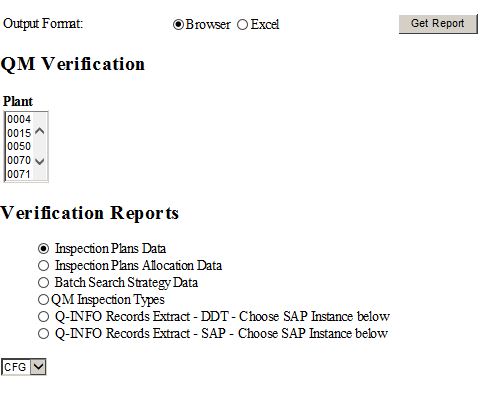 Output Format: Browser Excel Get Report
QM Verification
Plant
0004
0015
0050
0070
0071
Verification Reports
Inspection Plans Data
Inspection Plans Allocation Data
Batch Search Strategy Data
QM Inspection Types
Q-INFO Records Extract - DDT - Choose SAP Instance below
Q-INFO Records Extract - SAP - Choose SAP Instance below
CFG